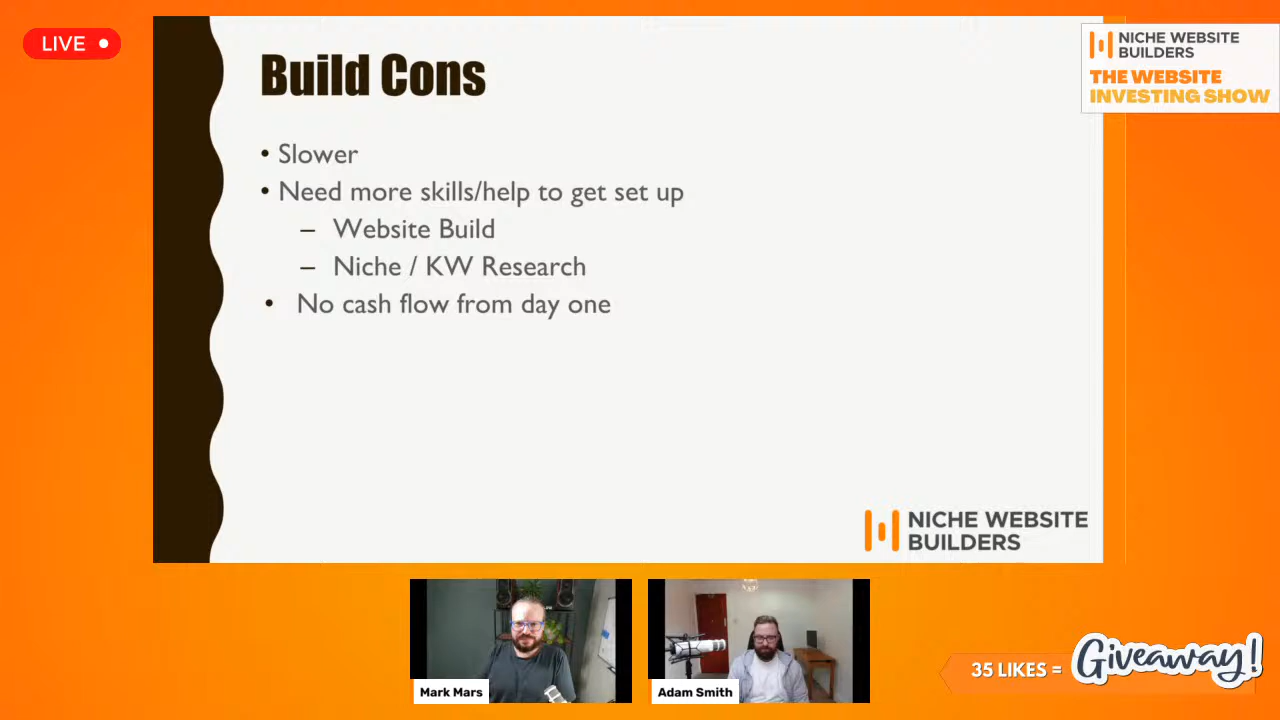 LIVE
NICHE WEBSITE
BUILDERS
THE WEBSITE
INVESTING SHOW
Build Cons
• Slower
• Need more skills/help to get set up
– Website Build
– Niche / KW Research
• No cash flow from day one
NICHE WEBSITE
BUILDERS
Mark Mars
Adam Smith
35 LIKES = Giveaway!